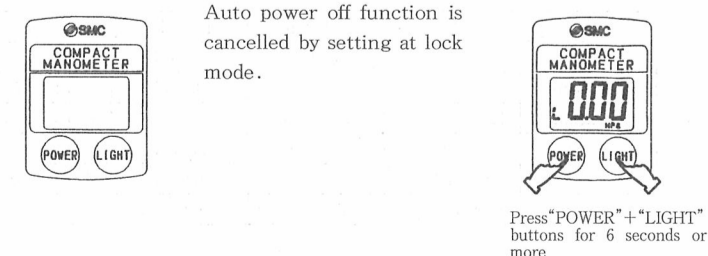 SMC
COMPACT
MANOMETER
POWER
LIGHT
Auto power off function is
cancelled by setting at lock
mode.
SMC
COMPACT
MANOMETER
L 0.00
MPa
POWER
LIGHT
Press“POWER”+“LIGHT”
buttons for 6 seconds or
more